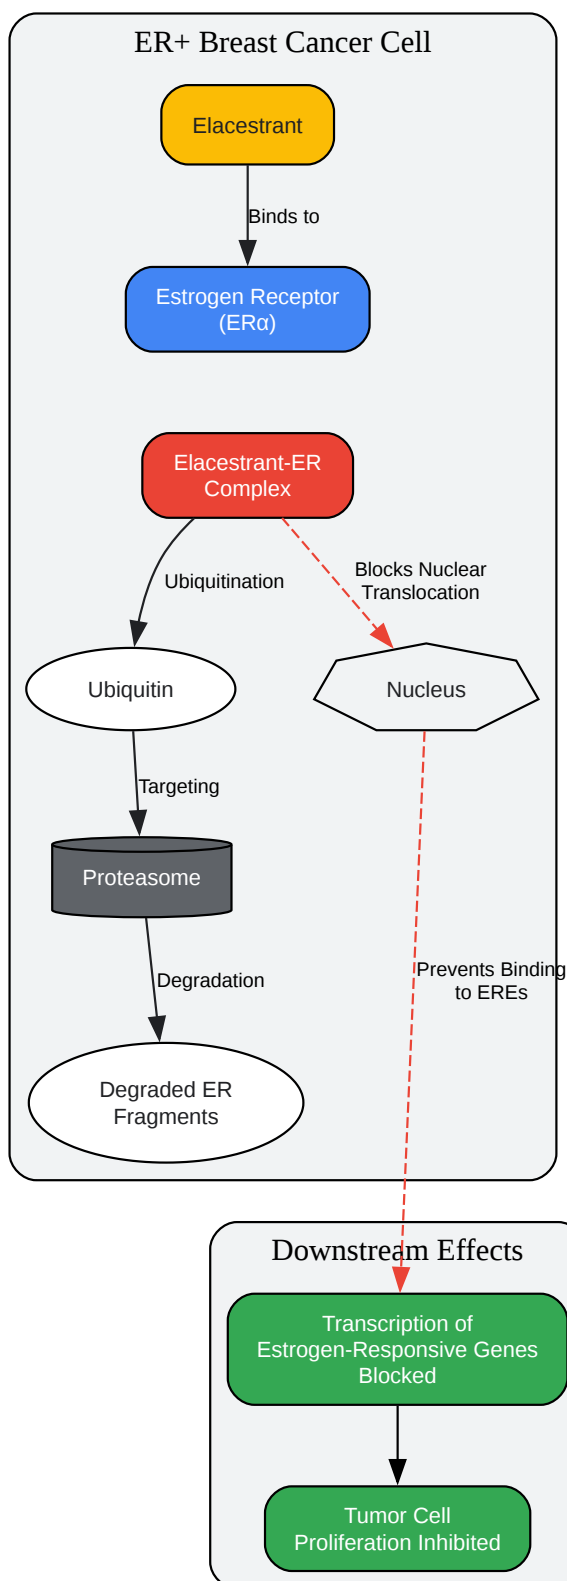 ER+ Breast Cancer Cell
Elacestrant
Binds to
Estrogen Receptor
(ERα)
Elacestrant-ER
Complex
Ubiquitination
Blocks Nuclear
Translocation
Ubiquitin
Nucleus
Targeting
Proteasome
Degradation
Prevents Binding
to EREs
Degraded ER
Fragments
Downstream Effects
Transcription of
Estrogen-Responsive Genes
Blocked
Tumor Cell
Proliferation Inhibited